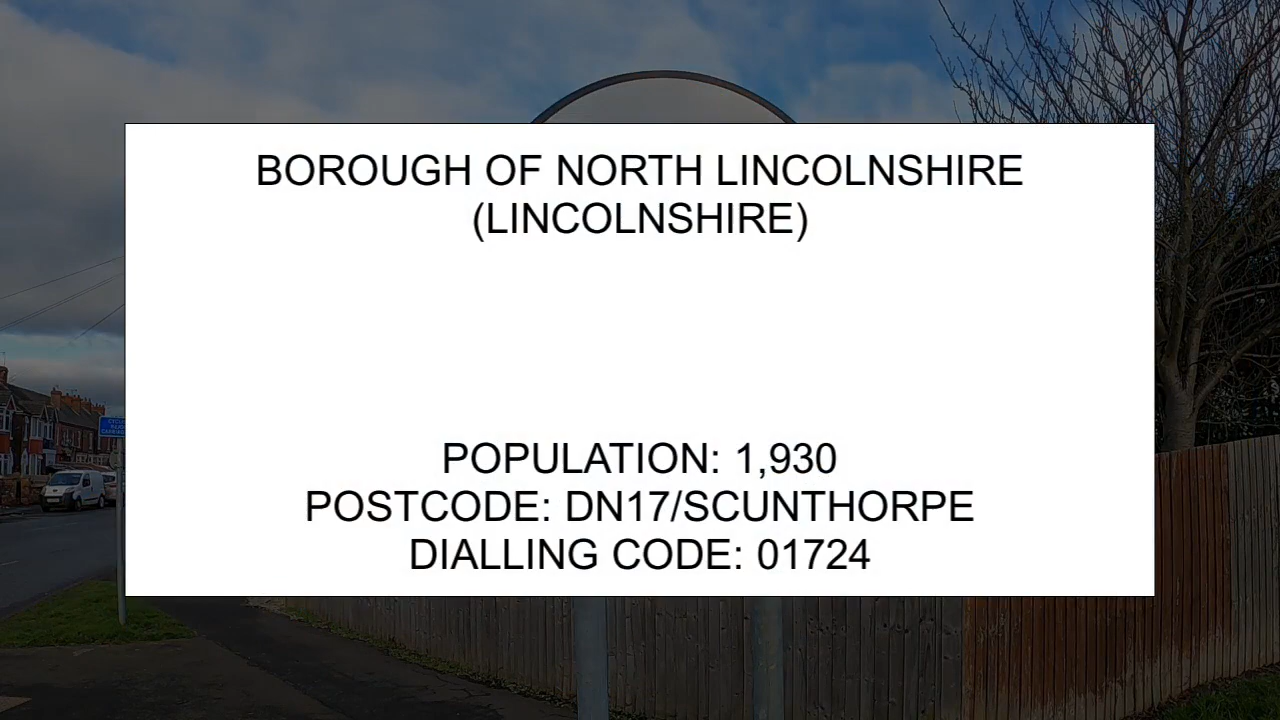 BOROUGH OF NORTH LINCOLNSHIRE
(LINCOLNSHIRE)
POPULATION: 1,930
POSTCODE: DN17/SCUNTHORPE
DIALLING CODE: 01724